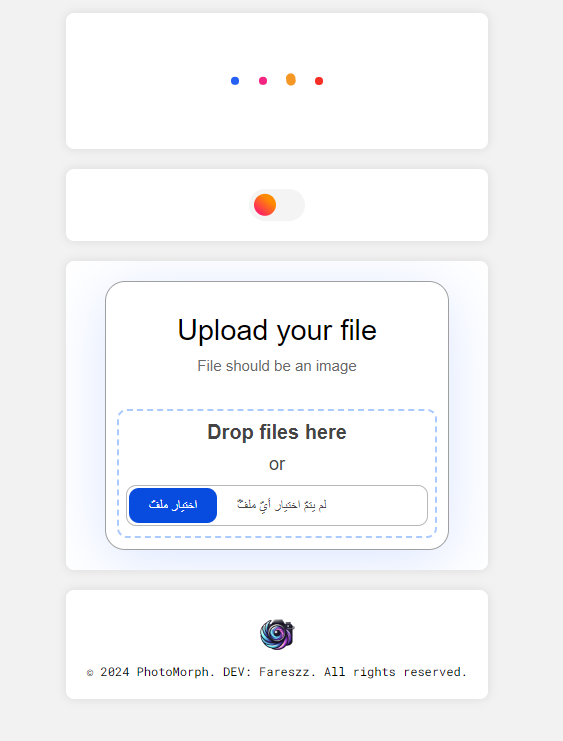 Upload your file
File should be an image
Drop files here
or
اختيار ملفّ لم يتمّ اختيار أيّ ملفّ
© 2024 PhotoMorph. DEV: Fareszz. All rights reserved.